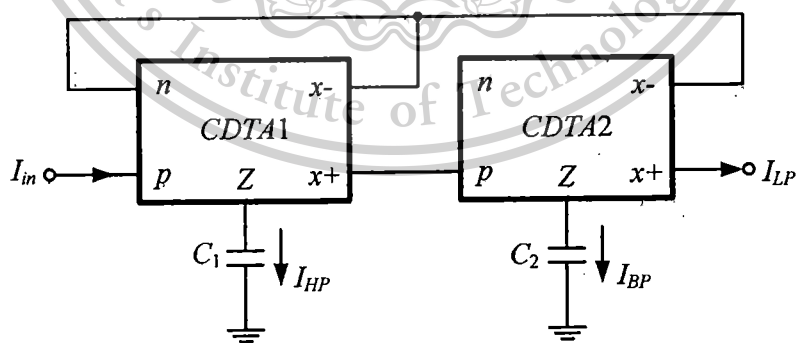 's Institute of Technolog
n
x-
CDTA1
I_in
p
Z
x+
C_1
I_HP
n
x-
CDTA2
p
Z
x+
I_LP
C_2
I_BP